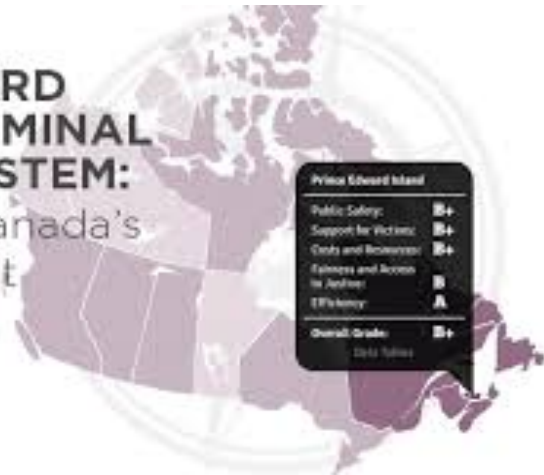 RD
MINAL
STEM:
anada's
t
Prince Edward Island
Public Safety: B+
Support for Victims: B+
Costs and Resources: B+
Fairness and Access
to Justice: B
Efficiency: A
Overall Grade: B+
Data Tables